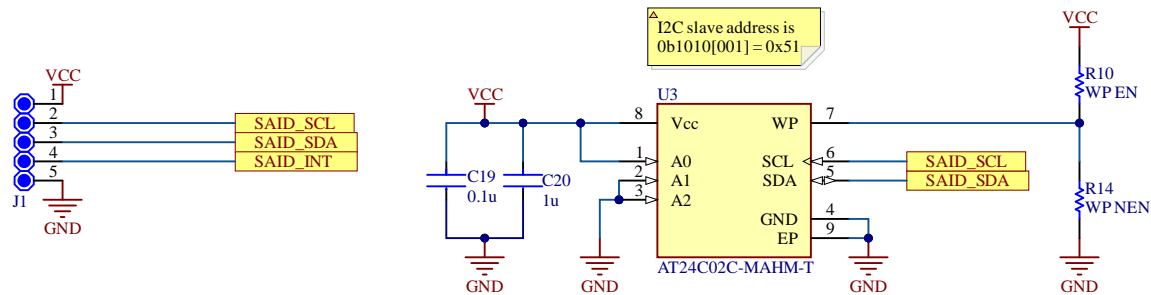 I2C slave address is
0b1010[001] = 0x51
VCC
1
2
3
4
5
SAID_SCL
SAID_SDA
SAID_INT
J1
GND
VCC
C19
0.1u
C20
1u
GND
GND
U3
8 Vcc
1 A0
2 A1
3 A2
WP 7
SCL 6
SDA 5
GND 4
EP 9
AT24C02C-MAHM-T
SAID_SCL
SAID_SDA
GND
VCC
R10
WP EN
R14
WP NEN
GND